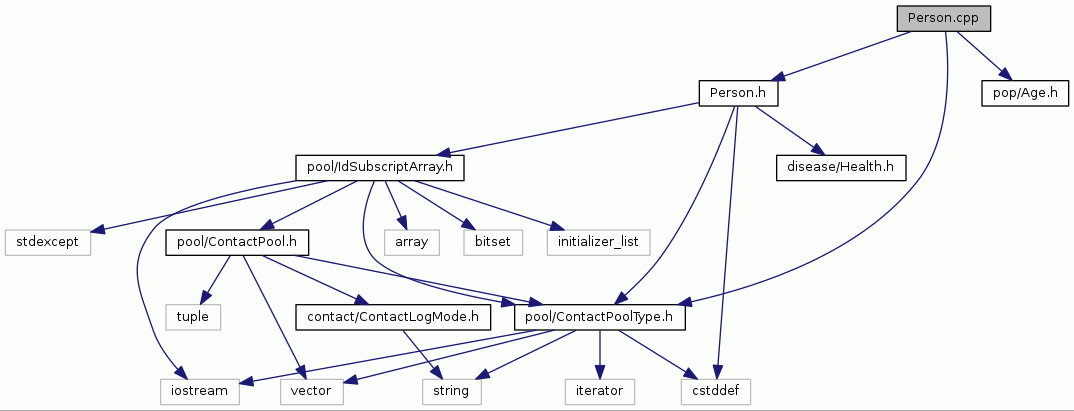 Person.cpp
Person.h
pop/Age.h
pool/IdSubscriptArray.h
disease/Health.h
stdexcept
pool/ContactPool.h
array
bitset
initializer_list
tuple
contact/ContactLogMode.h
pool/ContactPoolType.h
iostream
vector
string
iterator
cstddef